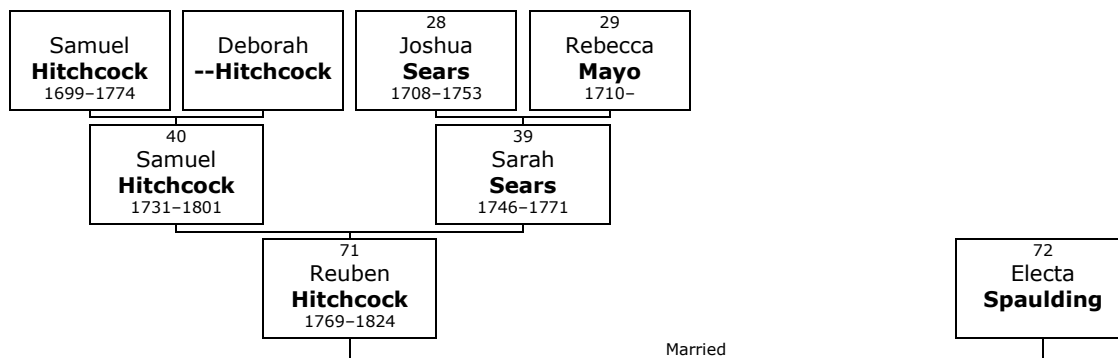 Samuel
Hitchcock
1699–1774
Deborah
--Hitchcock
28
Joshua
Sears
1708–1753
29
Rebecca
Mayo
1710–
40
Samuel
Hitchcock
1731–1801
39
Sarah
Sears
1746–1771
71
Reuben
Hitchcock
1769–1824
72
Electa
Spaulding
Married